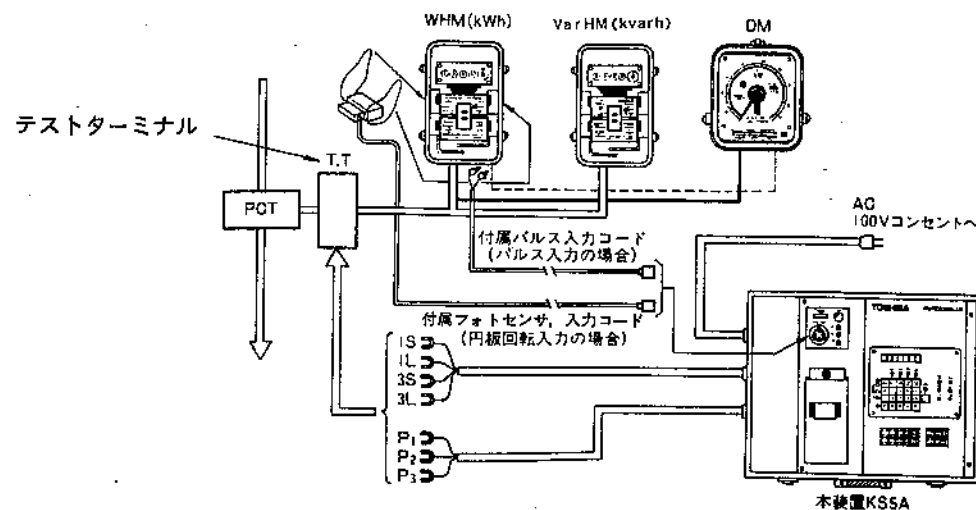 WHM(kWh)
VarHM(kvarh)
DM
テストターミナル
T.T
PCT
AC
100Vコンセントへ
付属パルス入力コード
(パルス入力の場合)
付属フォトセンサ,入力コード
(円板回転入力の場合)
TOSHIBA
1S
1L
3S
3L
P1
P2
P3
本装置KS5A